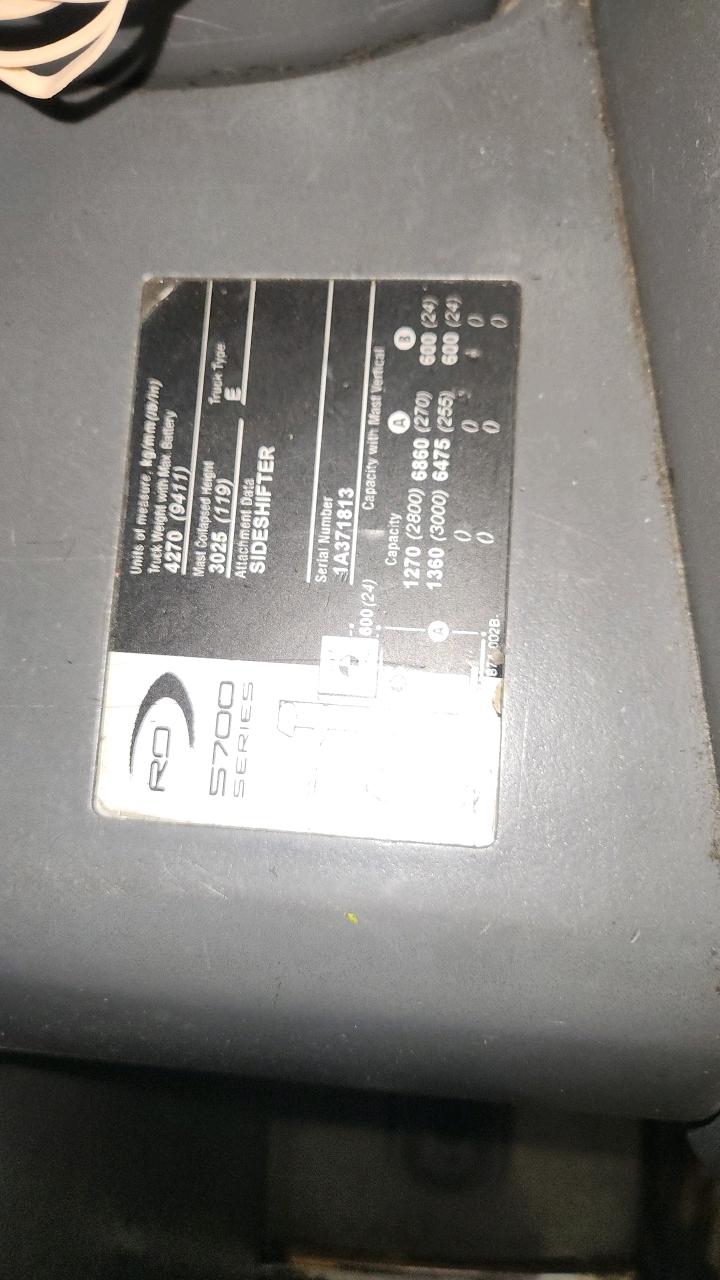 RD
5700
SERIES
Units of measure, kg/mm(lb/in)
Truck Weight with Max. Battery
4270 (9411)
Mast Collapsed Height
3025 (119)
Truck Type
E
Attachment Data
SIDESHIFTER
Serial Number
1A371813
Capacity with Mast Vertical
Capacity A B
1270 (2800) 6860 (270) 600 (24)
1360 (3000) 6475 (255) 600 (24)
0 0 0
0 0 0
600 (24)
A
002B